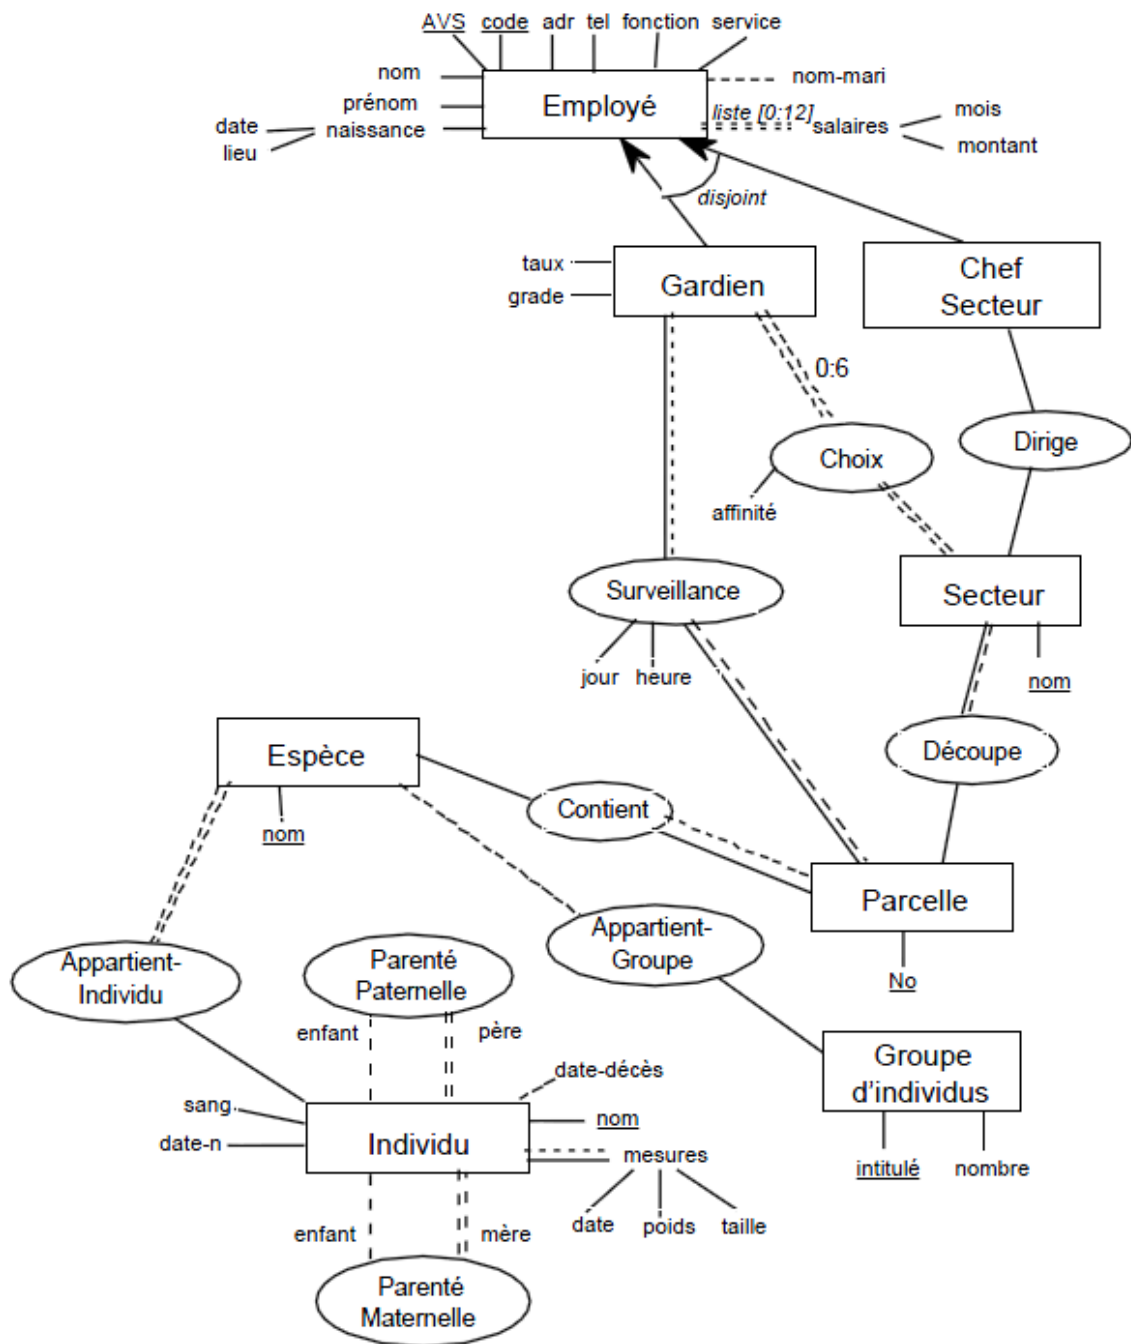 AVS code adr tel fonction service
nom
nom-mari
Employé
prénom
liste [0:12]
mois
date
naissance
salaires
lieu
montant
disjoint
taux
Gardien
grade
Chef
Secteur
0:6
Choix
Dirige
affinité
Surveillance
Secteur
jour heure
nom
Espèce
Découpe
Contient
nom
Parcelle
Appartient-
Individu
Parenté
Paternelle
Appartient-
Groupe
No
enfant
père
Groupe
d'individus
date-décès
sang
nom
date-n
Individu
mesures
intitulé
nombre
date
poids
taille
enfant
mère
Parenté
Maternelle